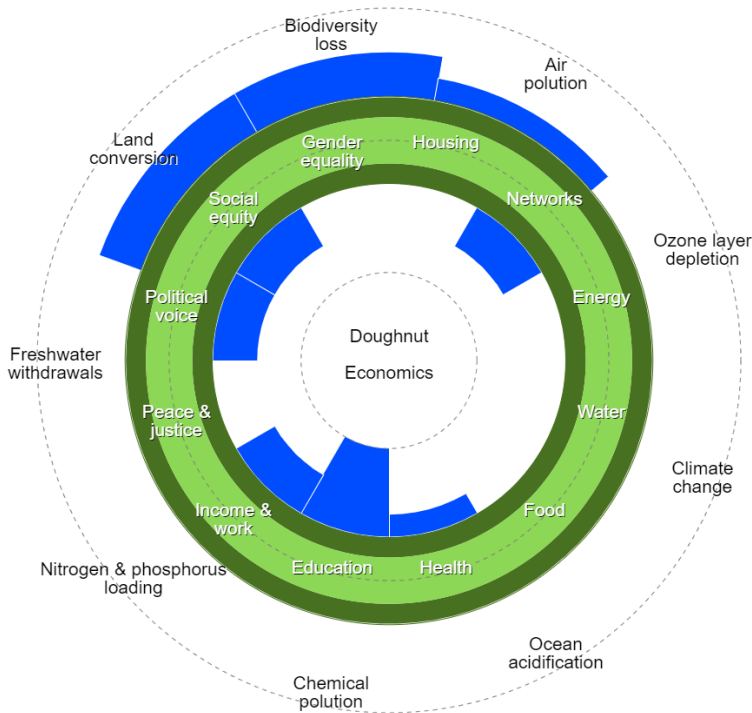 Biodiversity
loss
Air
polution
Land
conversion
Gender
equality
Housing
Social
equity
Networks
Ozone layer
depletion
Political
voice
Energy
Doughnut
Economics
Freshwater
withdrawals
Peace &
justice
Water
Climate
change
Income &
work
Food
Education
Health
Nitrogen & phosphorus
loading
Ocean
acidification
Chemical
polution